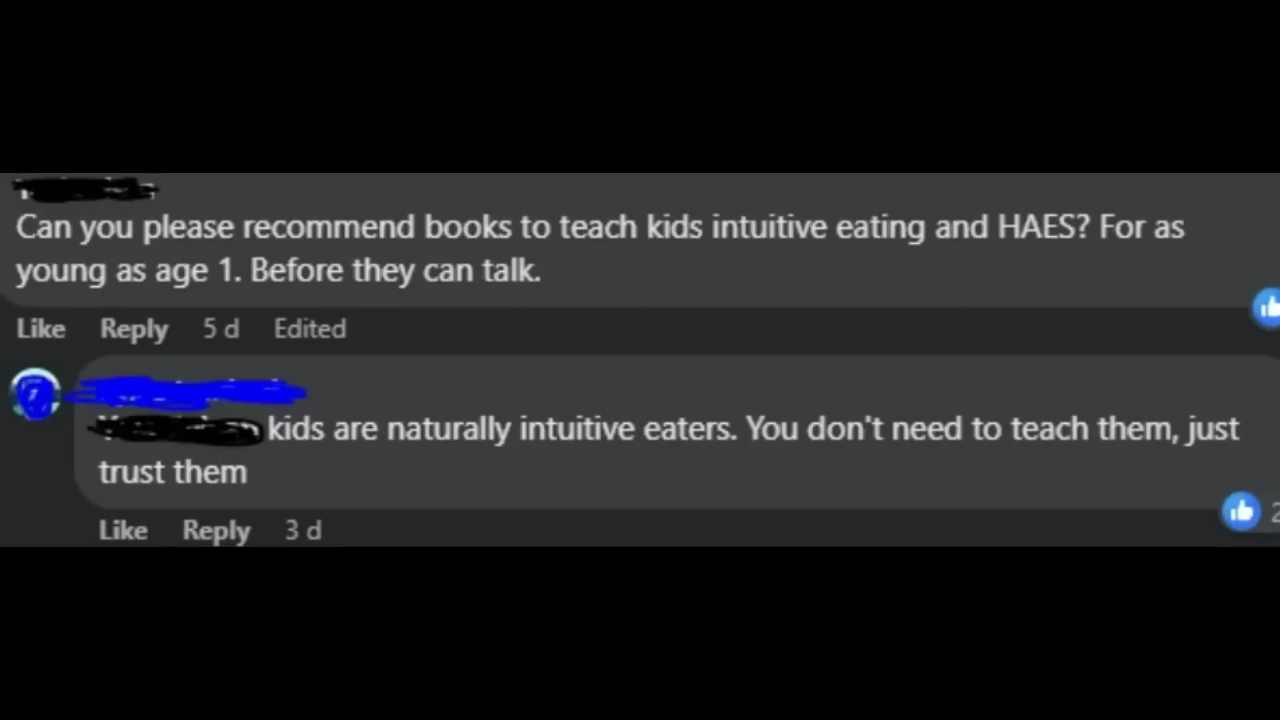 Can you please recommend books to teach kids intuitive eating and HAES? For as
young as age 1. Before they can talk.
Like Reply 5 d Edited
kids are naturally intuitive eaters. You don't need to teach them, just
trust them
2
Like Reply 3 d